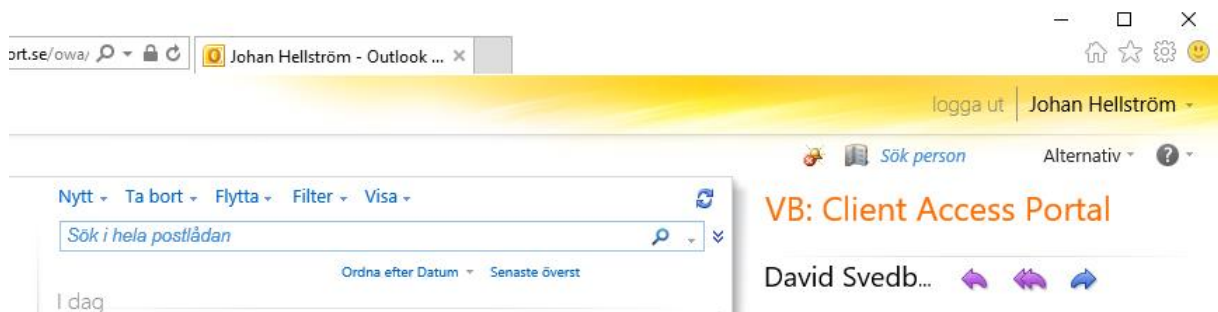 ort.se/owa/
Johan Hellström - Outlook ...
logga ut Johan Hellström
Sök person Alternativ
Nytt Ta bort Flytta Filter Visa
VB: Client Access Portal
Sök i hela postlådan
Ordna efter Datum Senaste överst
David Svedb...
I dag